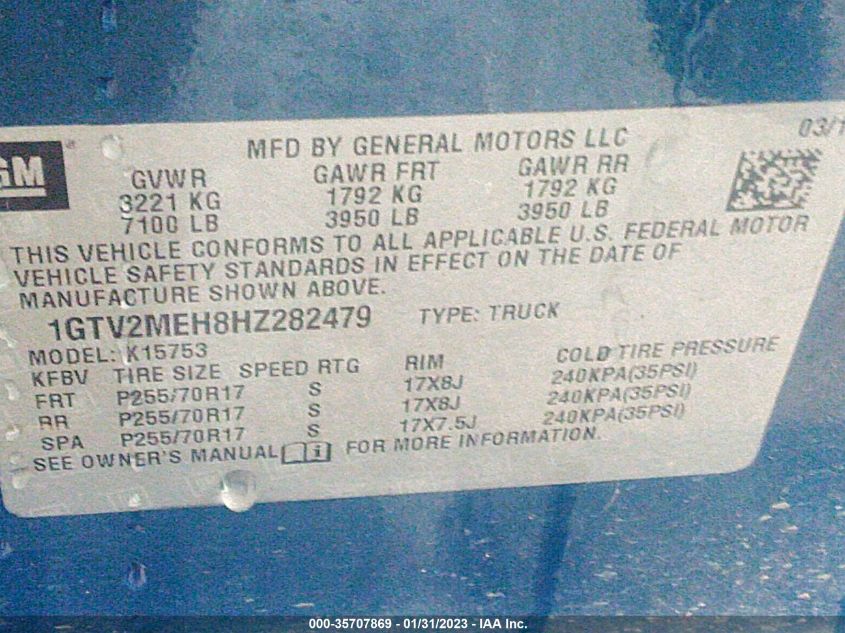 03/1
MFD BY GENERAL MOTORS LLC
GM
GVWR GAWR FRT GAWR RR
3221 KG 1792 KG 1792 KG
7100 LB 3950 LB 3950 LB
THIS VEHICLE CONFORMS TO ALL APPLICABLE U.S. FEDERAL MOTOR
VEHICLE SAFETY STANDARDS IN EFFECT ON THE DATE OF
MANUFACTURE SHOWN ABOVE.
1GTV2MEH8HZ282479 TYPE: TRUCK
MODEL: K15753
KFBV TIRE SIZE SPEED RTG RIM COLD TIRE PRESSURE
FRT P255/70R17 S 17X8J 240KPA(35PSI)
RR P255/70R17 S 17X8J 240KPA(35PSI)
SPA P255/70R17 S 17X7.5J 240KPA(35PSI)
SEE OWNER'S MANUAL i FOR MORE INFORMATION.
000-35707869 - 01/31/2023 - IAA Inc.